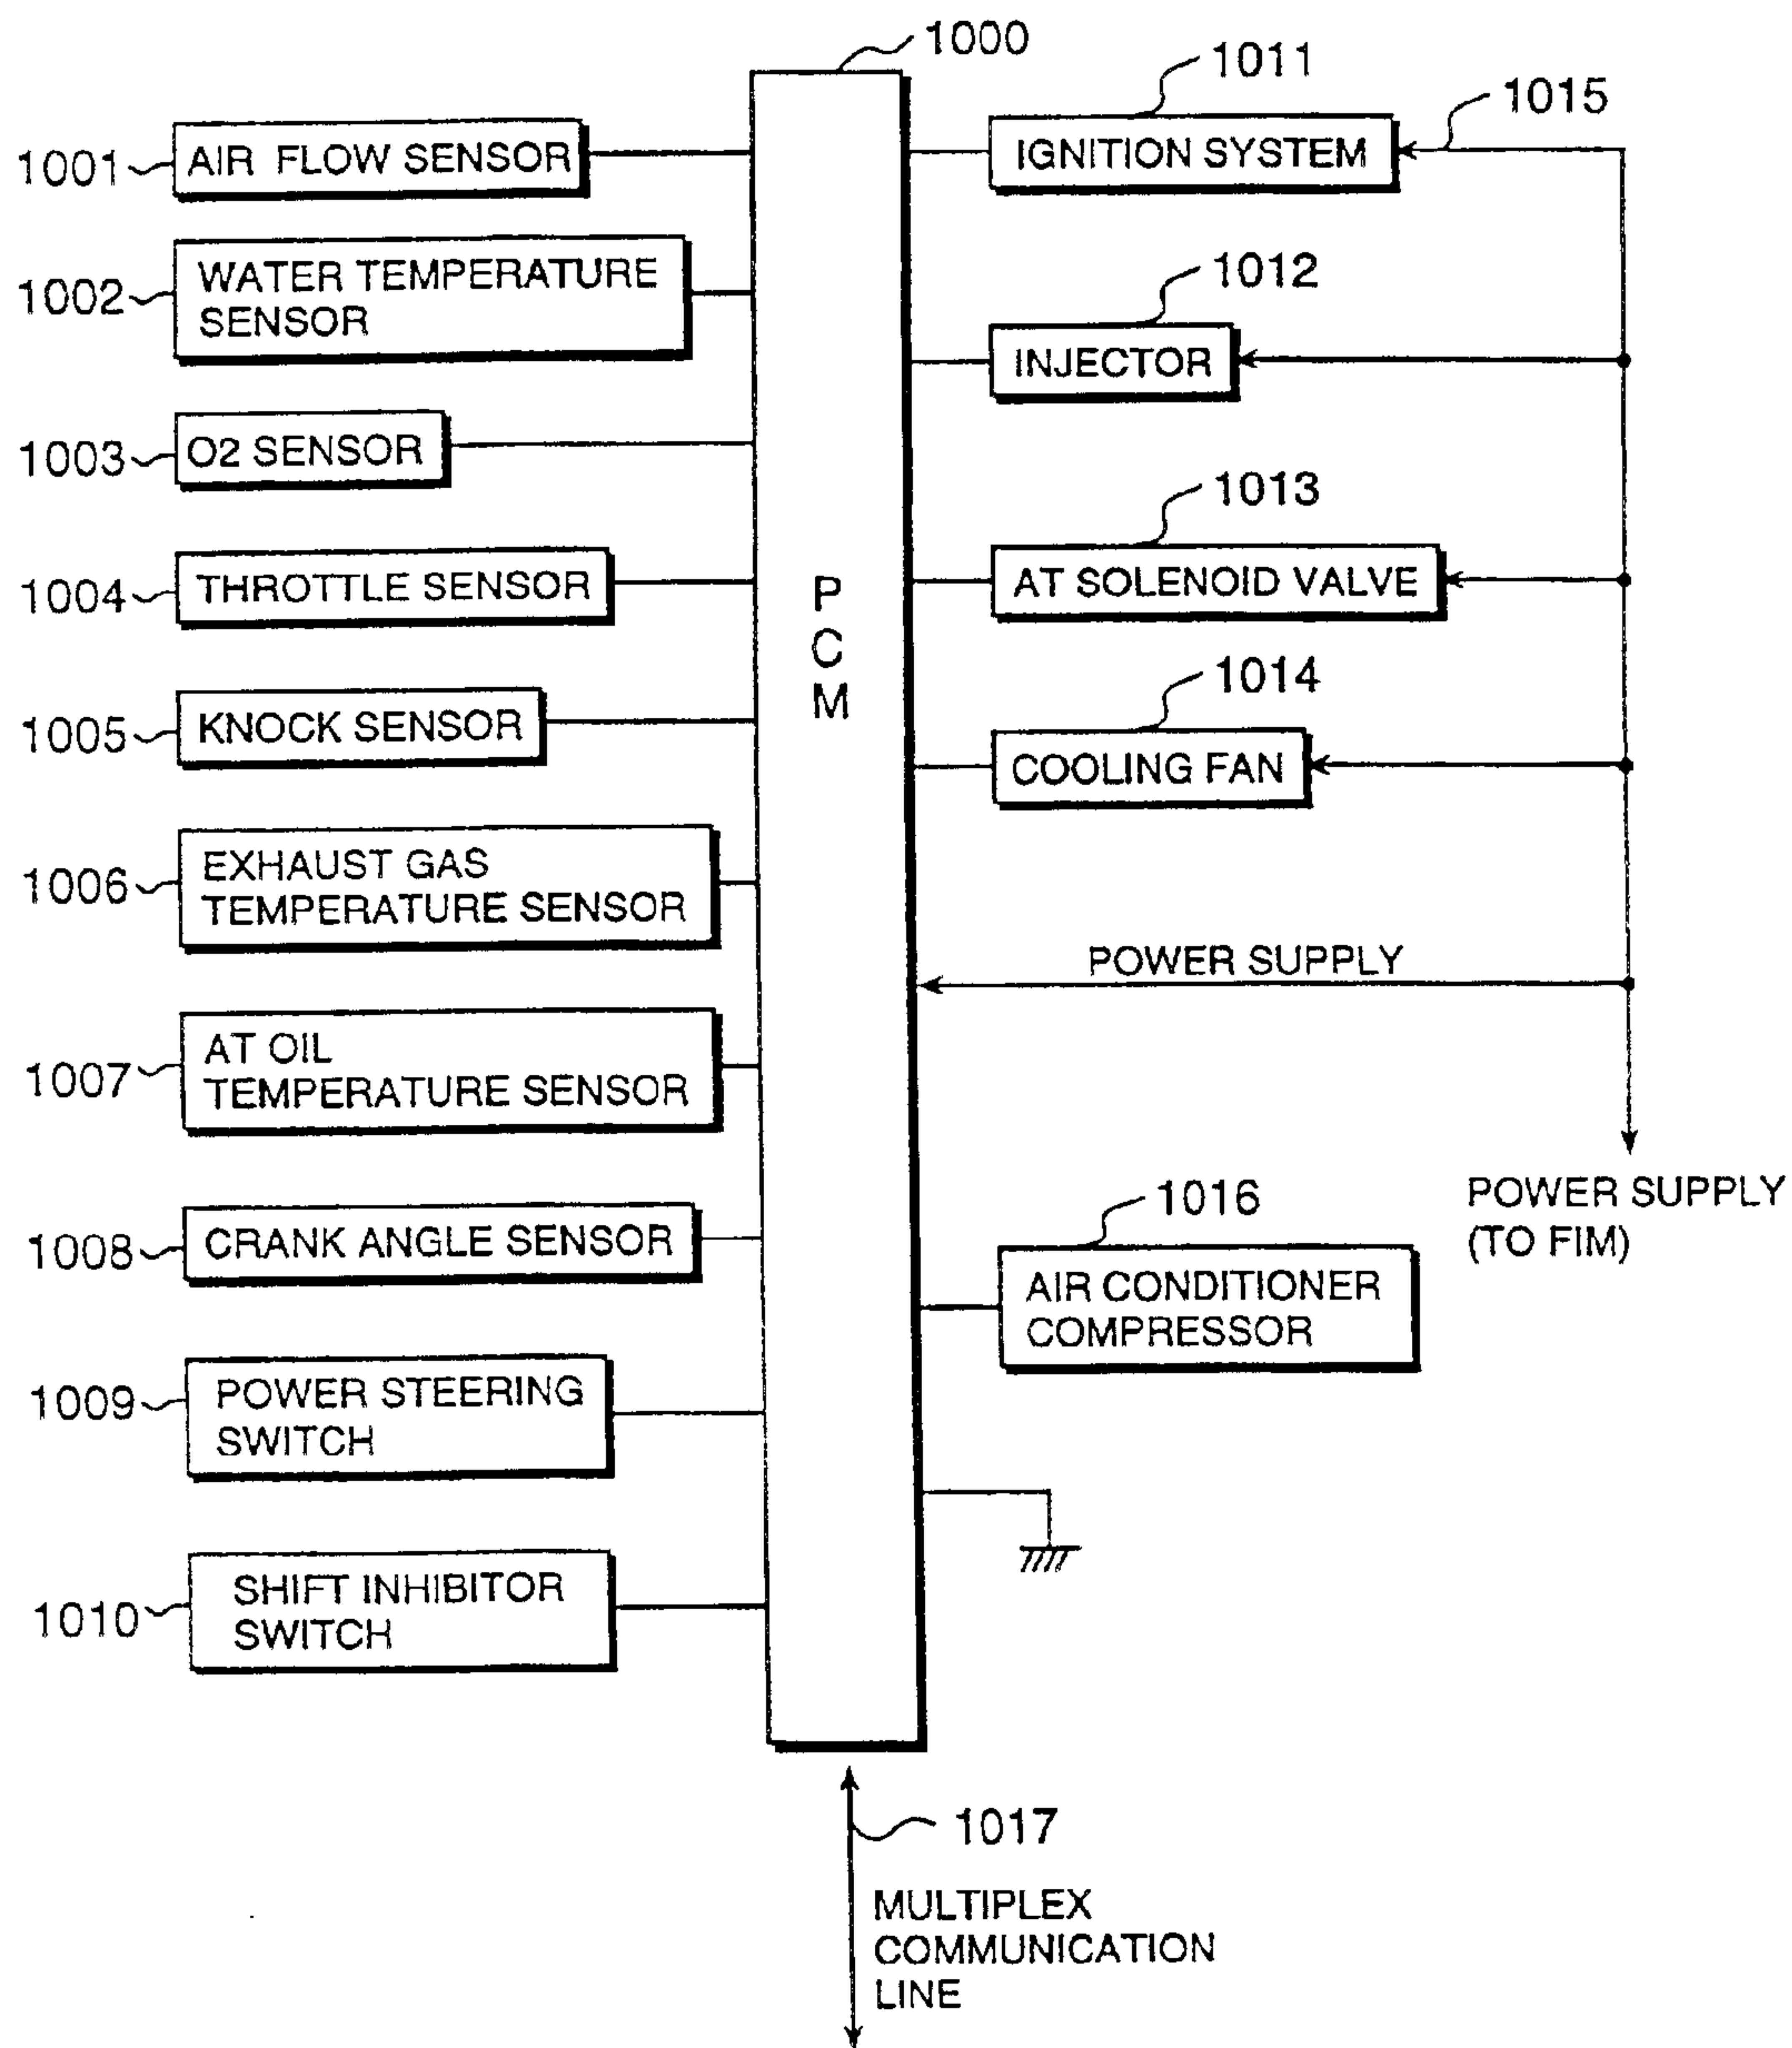 1000
1001
AIR FLOW SENSOR
1002
WATER TEMPERATURE
SENSOR
1003
O2 SENSOR
1004
THROTTLE SENSOR
1005
KNOCK SENSOR
1006
EXHAUST GAS
TEMPERATURE SENSOR
1007
AT OIL
TEMPERATURE SENSOR
1008
CRANK ANGLE SENSOR
1009
POWER STEERING
SWITCH
1010
SHIFT INHIBITOR
SWITCH
P
C
M
1011
IGNITION SYSTEM
1015
1012
INJECTOR
1013
AT SOLENOID VALVE
1014
COOLING FAN
POWER SUPPLY
POWER SUPPLY
(TO FIM)
1016
AIR CONDITIONER
COMPRESSOR
1017
MULTIPLEX
COMMUNICATION
LINE